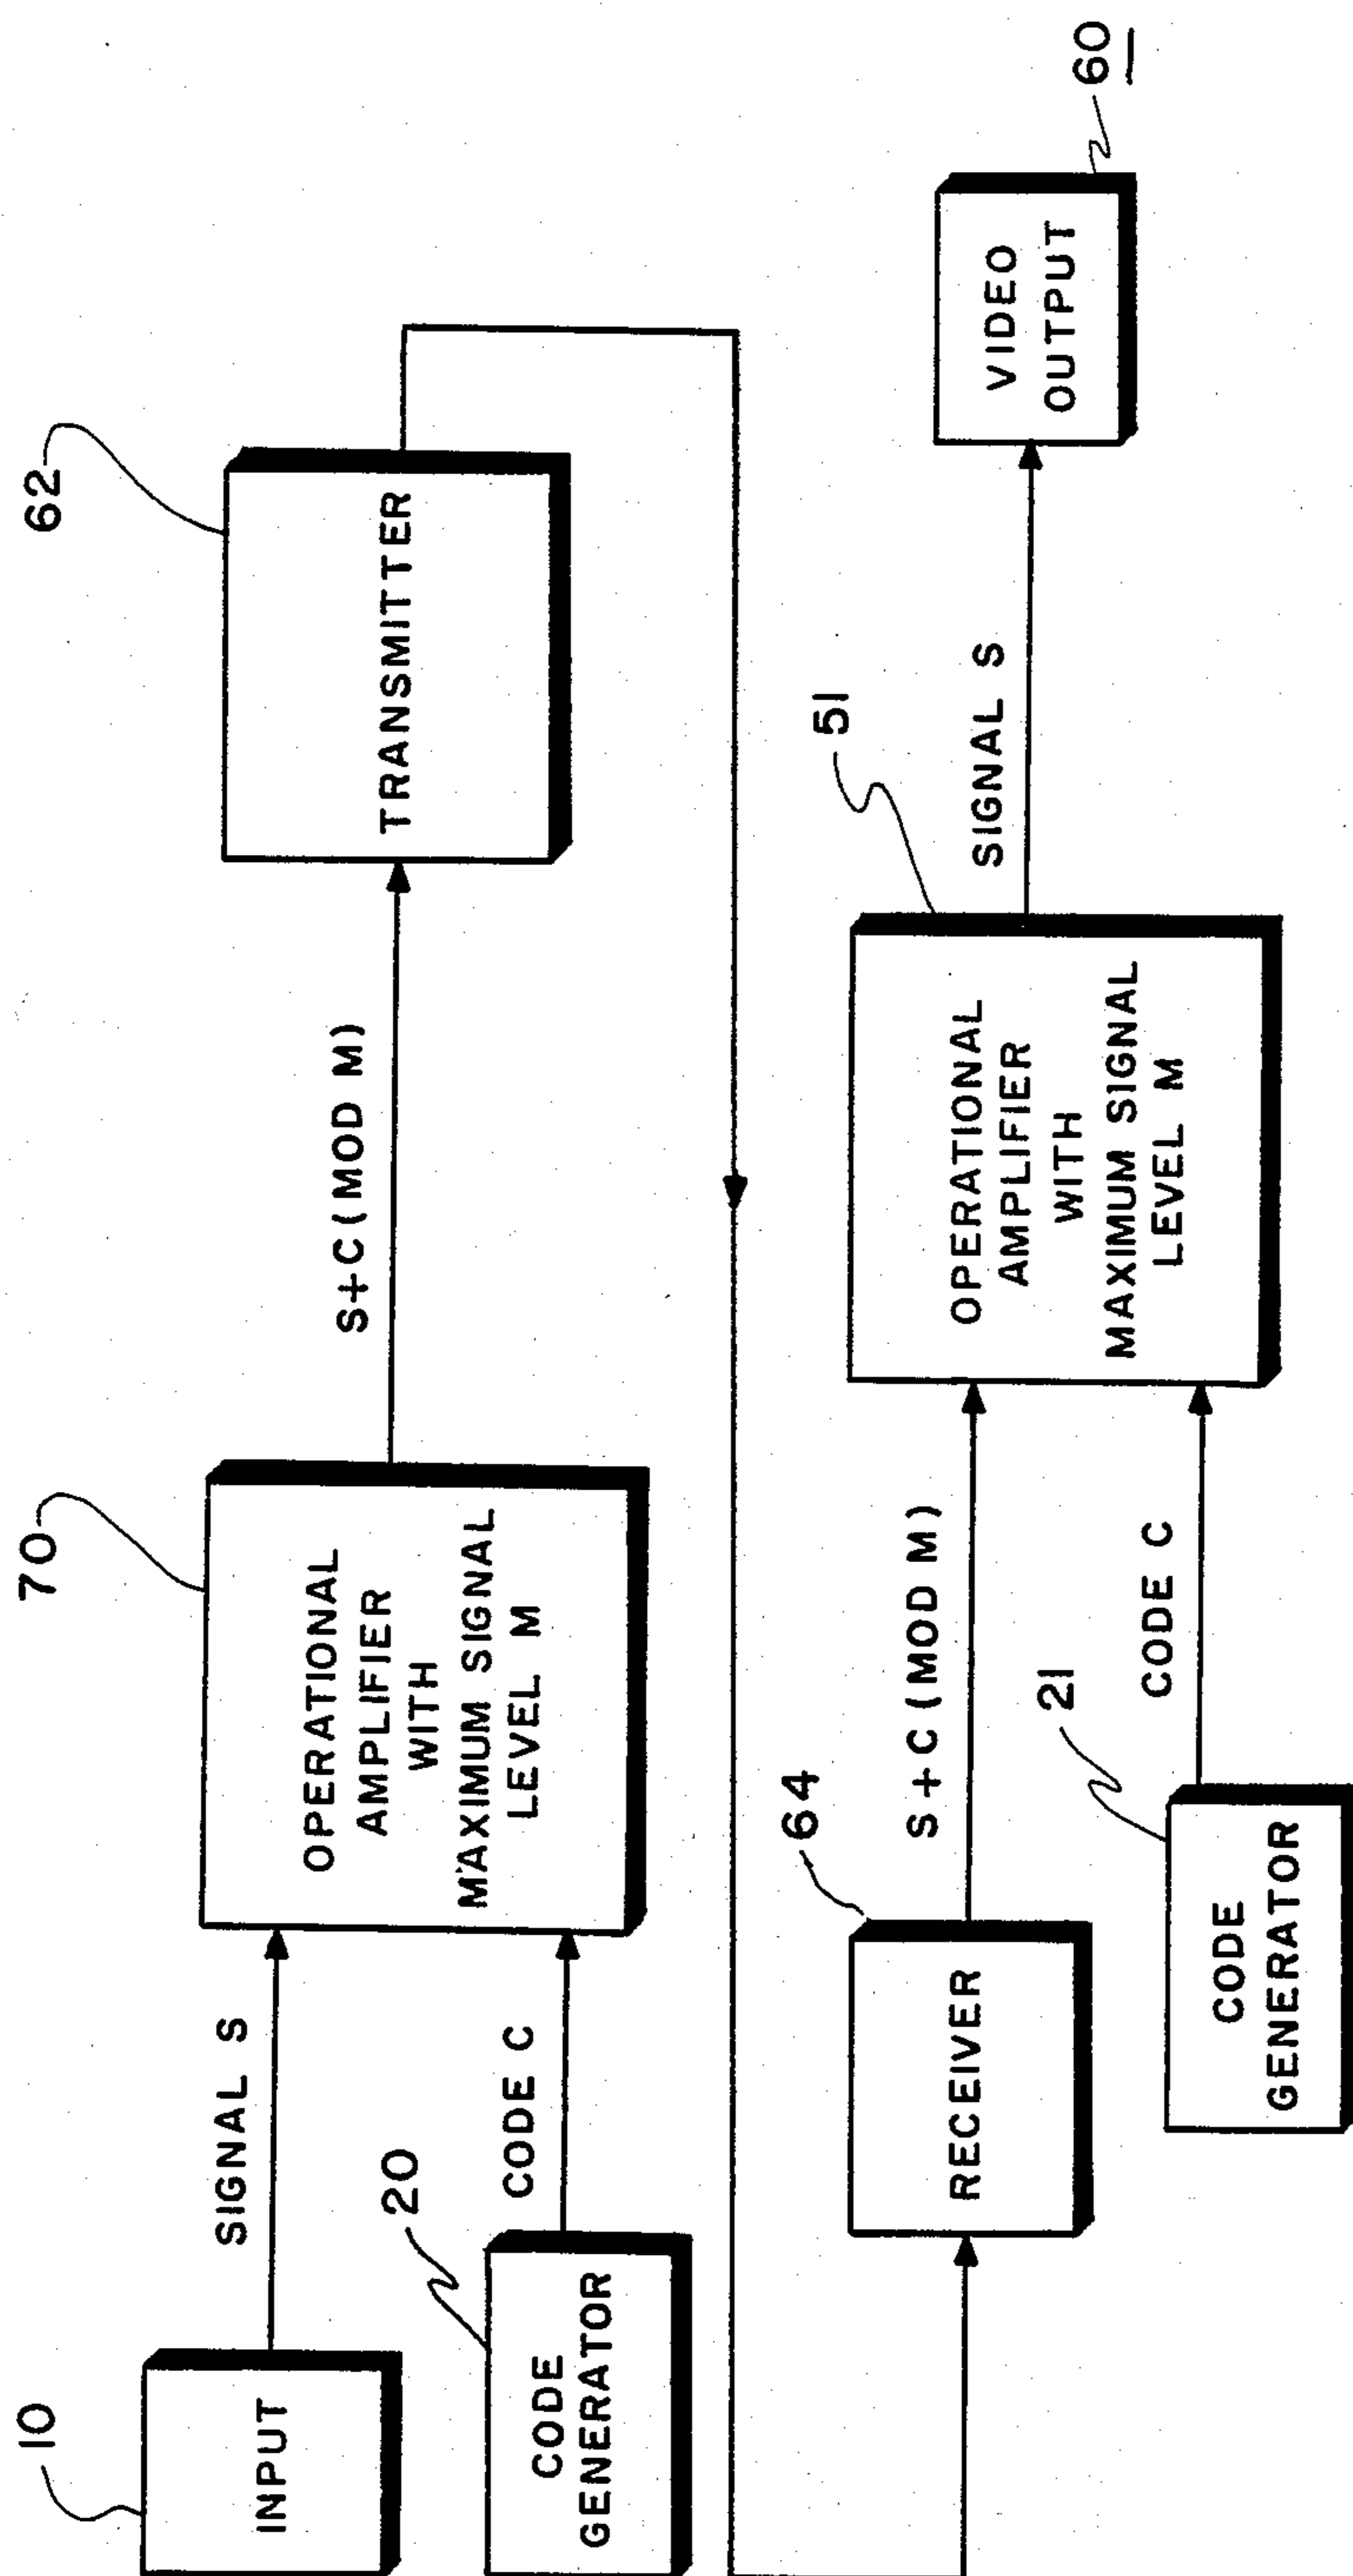 10
INPUT
SIGNAL S
20
CODE
GENERATOR
CODE C
70
OPERATIONAL
AMPLIFIER
WITH
MAXIMUM SIGNAL
LEVEL M
S+C (MOD M)
62
TRANSMITTER
64
RECEIVER
S+C (MOD M)
21
CODE
GENERATOR
CODE C
51
OPERATIONAL
AMPLIFIER
WITH
MAXIMUM SIGNAL
LEVEL M
SIGNAL S
VIDEO
OUTPUT
60